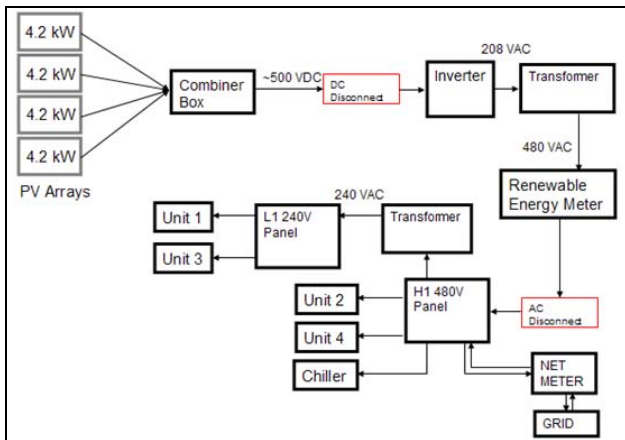 4.2 kW
4.2 kW
4.2 kW
4.2 kW
PV Arrays
Combiner
Box
~500 VDC
DC
Disconnect
Inverter
208 VAC
Transformer
480 VAC
Renewable
Energy Meter
AC
Disconnect
H1 480V
Panel
Transformer
240 VAC
L1 240V
Panel
Unit 1
Unit 3
Unit 2
Unit 4
Chiller
NET
METER
GRID